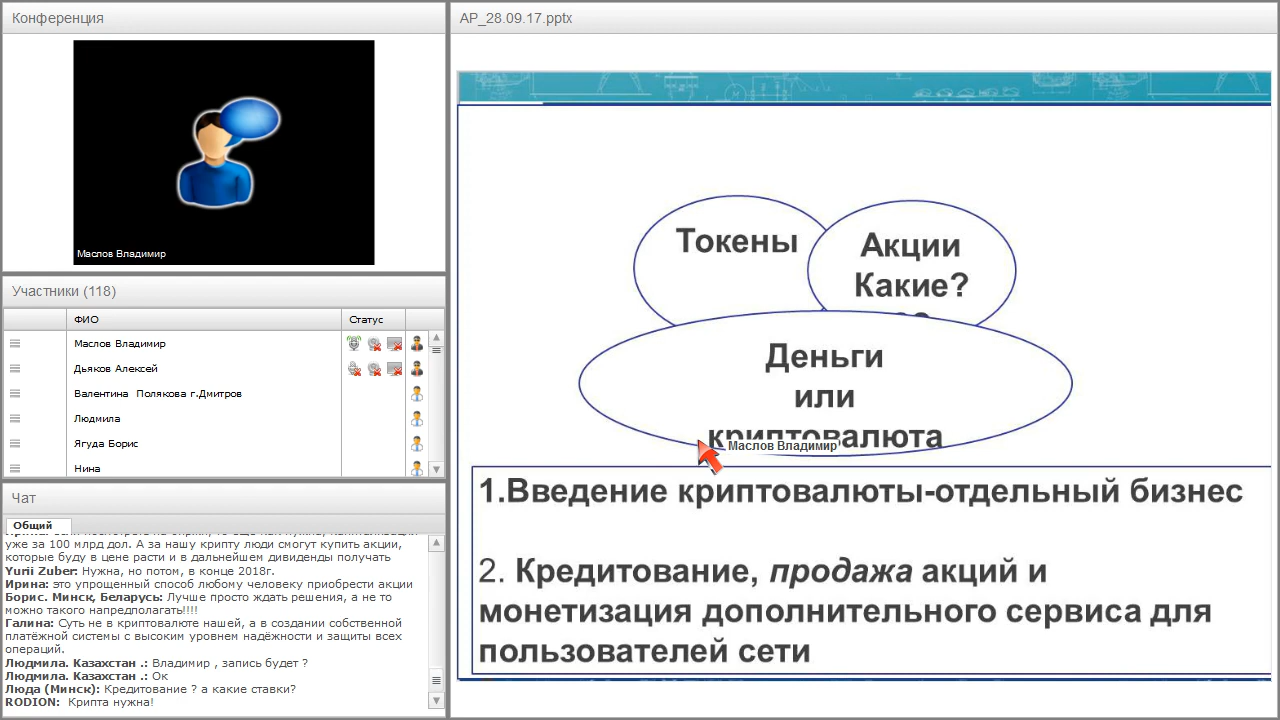 Конференция
Маслов Владимир
Участники (118)
ФИО
Статус
Маслов Владимир
Дьяков Алексей
Валентина Полякова г.Дмитров
Людмила
Ягуда Борис
Нина
Чат
Общий
уже за 100 млрд дол. А за нашу крипту люди смогут купить акции,
которые буду в цене расти и в дальнейшем дивиденды получать
Yurii Zuber: Нужна, но потом, в конце 2018г.
Ирина: это упрощенный способ любому человеку приобрести акции
Борис. Минск, Беларусь: Лучше просто ждать решения, а не то
можно такого напредполагать!!!!
Галина: Суть не в криптовалюте нашей, а в создании собственной
платёжной системы с высоким уровнем надёжности и защиты всех
операций.
Людмила. Казахстан .: Владимир , запись будет ?
Людмила. Казахстан .: Ок
Люда (Минск): Кредитование ? а какие ставки?
RODION: Крипта нужна!
AP_28.09.17.pptx
Токены
Акции
Какие?
Деньги
или
криптовалюта
Маслов Владимир
1.Введение криптовалюты-отдельный бизнес
2. Кредитование, продажа акций и
монетизация дополнительного сервиса для
пользователей сети